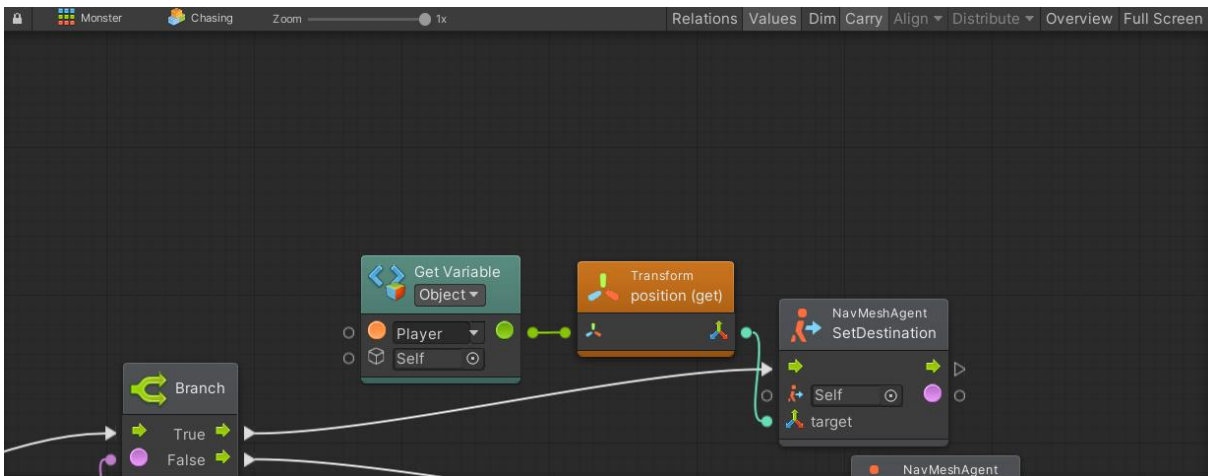 Monster Chasing Zoom 1x Relations Values Dim Carry Align Distribute Overview Full Screen
Get Variable
Object
Player
Self
Transform
position (get)
NavMeshAgent
SetDestination
Self
target
Branch
True
False
NavMeshAgent